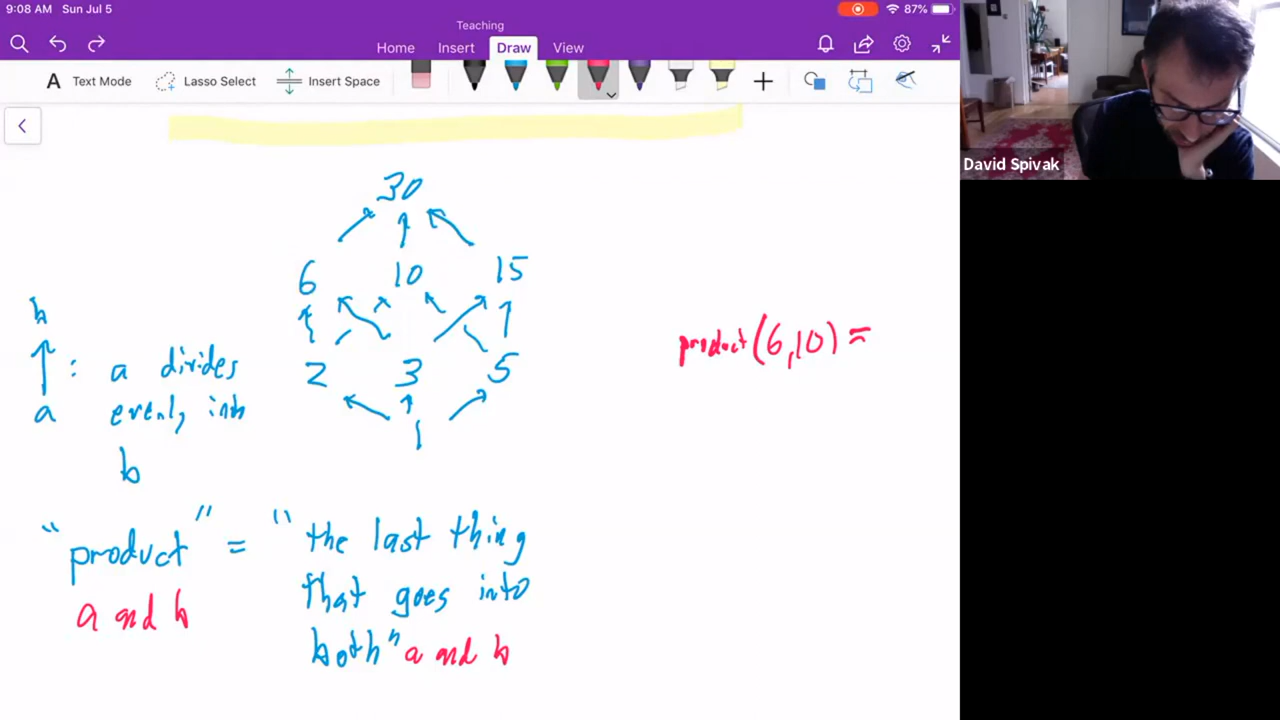 9:08 AM Sun Jul 5
87%
Teaching
Home Insert Draw View
A Text Mode
Lasso Select
Insert Space
David Spivak
30
6 10 15
2 3 5
1
b
: a divides
a evenly into
b
product(6,10) =
"product" = "the last thing
a and b that goes into
both" a and b